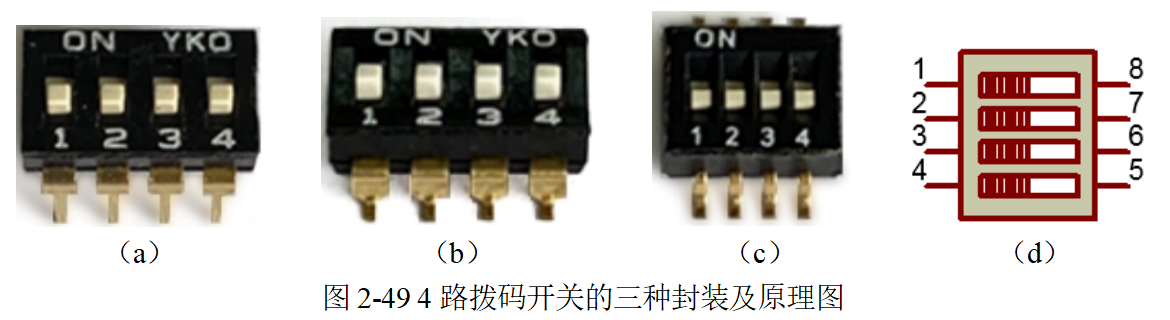 ON YKO
1 2 3 4
ON YKO
1 2 3 4
ON
1 2 3 4
1 8
2 7
3 6
4 5
（a） （b） （c） （d）
图 2-49 4 路拨码开关的三种封装及原理图